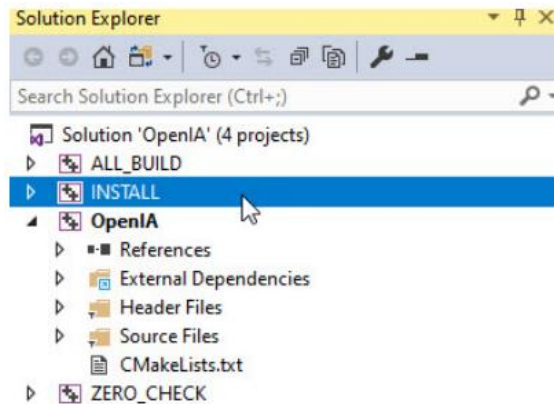 Solution Explorer
Search Solution Explorer (Ctrl+;)
Solution 'OpenIA' (4 projects)
ALL_BUILD
INSTALL
OpenIA
References
External Dependencies
Header Files
Source Files
CMakeLists.txt
ZERO_CHECK